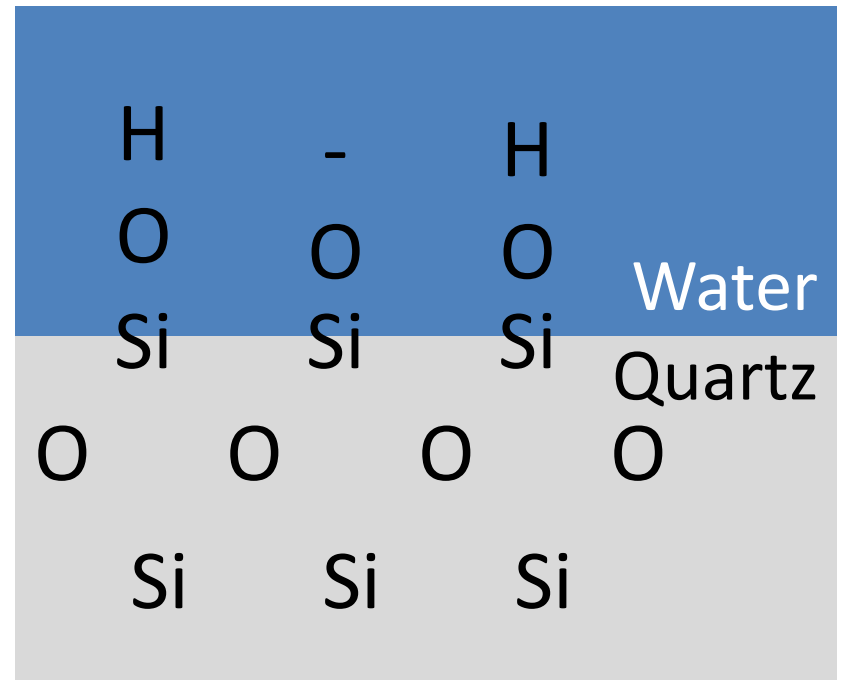 H - H
O O O
Water
Si Si Si
Quartz
O O O O
Si Si Si